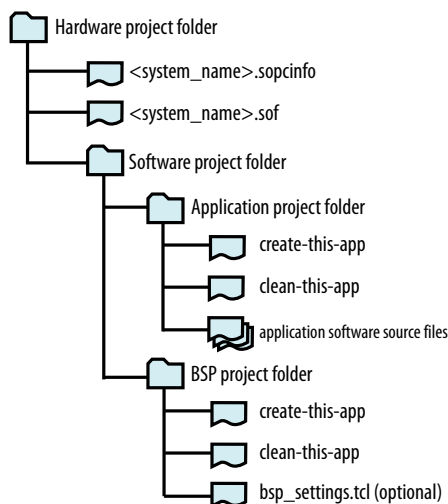 Hardware project folder
<system_name>.sopcinfo
<system_name>.sof
Software project folder
Application project folder
create-this-app
clean-this-app
application software source files
BSP project folder
create-this-app
clean-this-app
bsp_settings.tcl (optional)